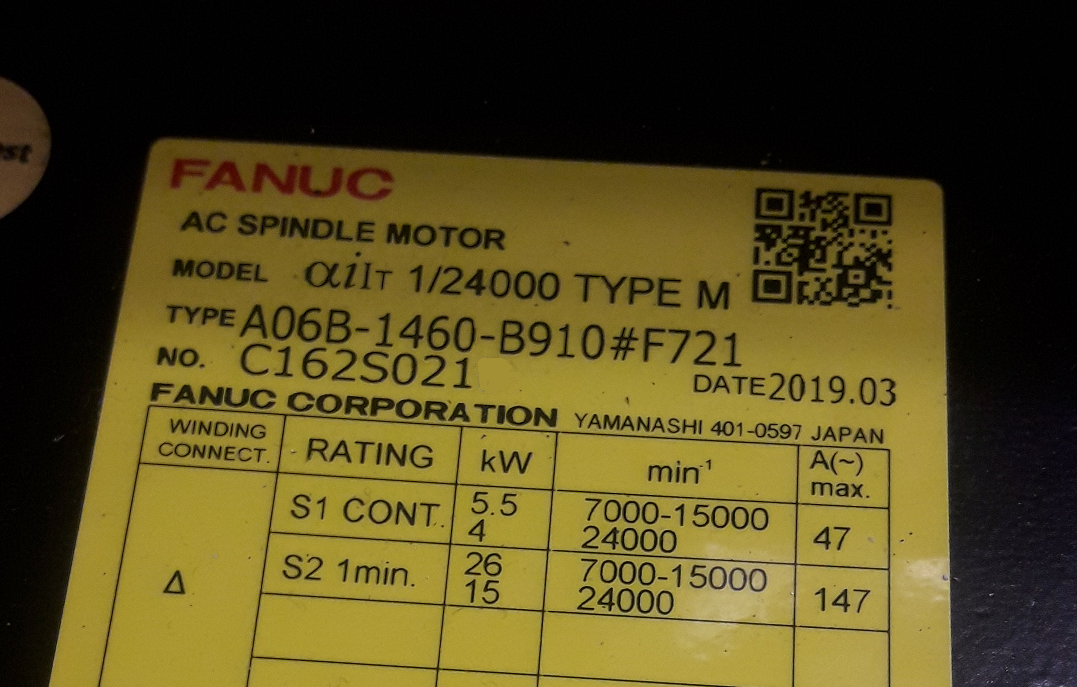 est
FANUC
AC SPINDLE MOTOR
MODEL αiIT 1/24000 TYPE M
TYPE A06B-1460-B910#F721
NO. C162S021
DATE 2019.03
FANUC CORPORATION YAMANASHI 401-0597 JAPAN
WINDING CONNECT. RATING kW min⁻¹ A(~) max.
Δ
S1 CONT. 5.5 7000-15000 47
4 24000
S2 1min. 26 7000-15000 147
15 24000